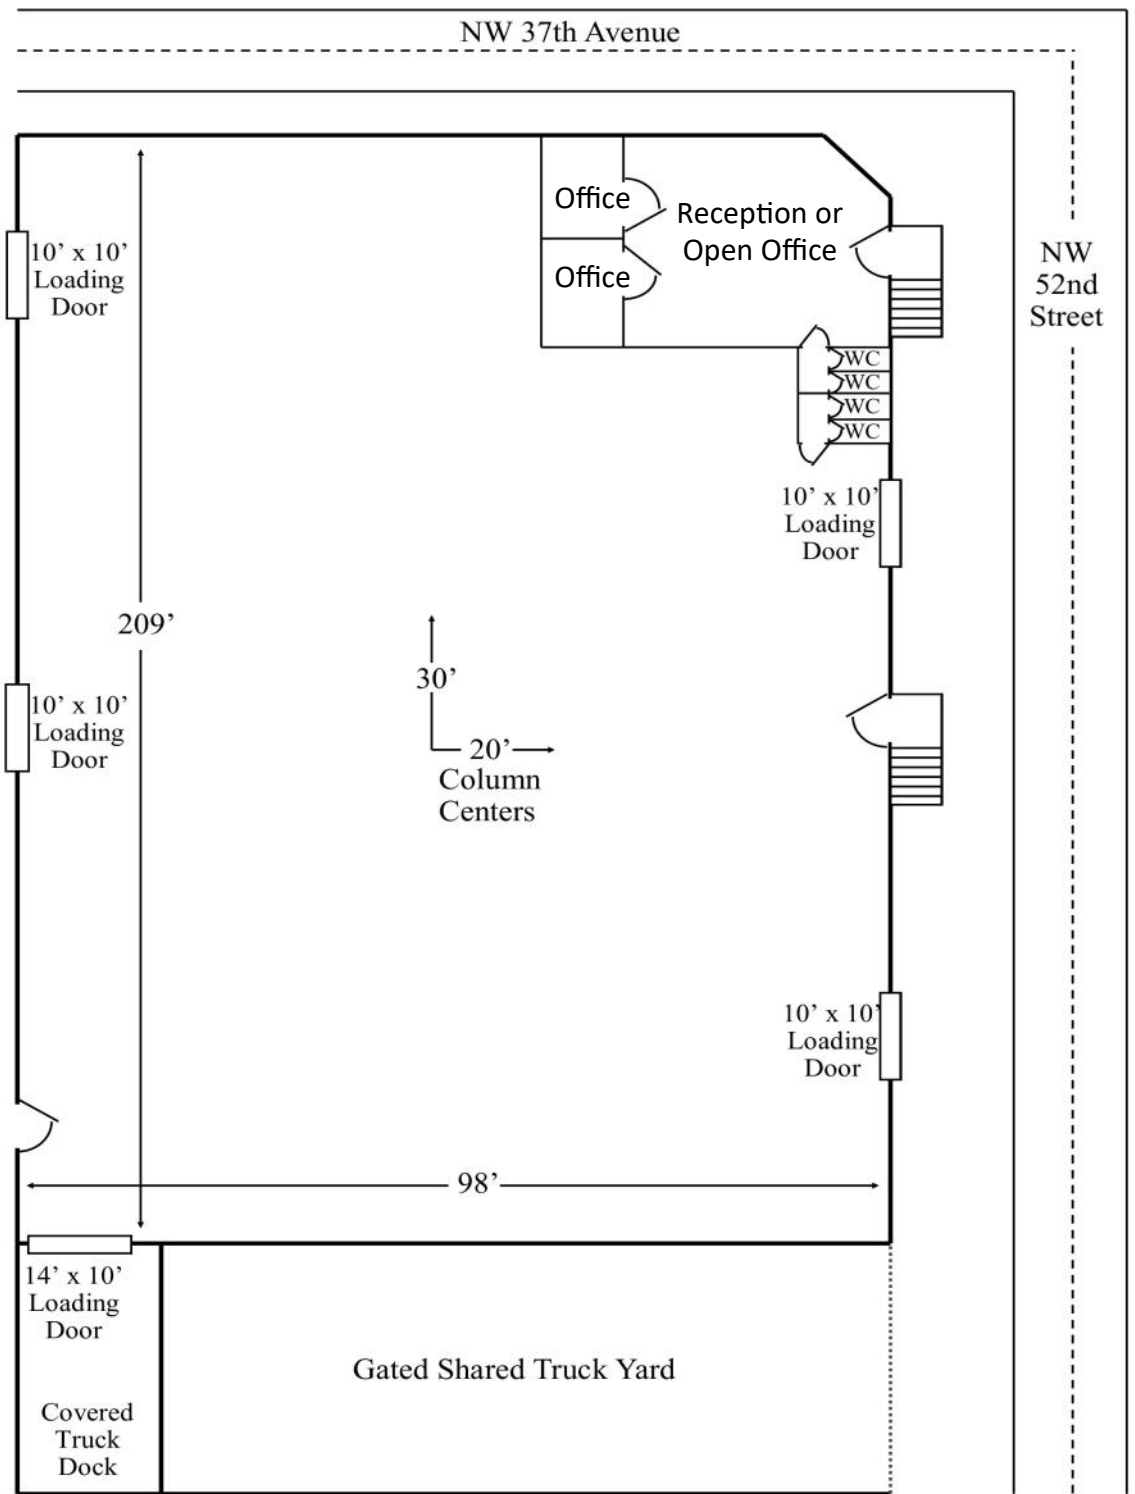 NW 37th Avenue
Office
Reception or
Open Office
Office
10’ x 10’
Loading
Door
NW
52nd
Street
WC
WC
WC
WC
10’ x 10’
Loading
Door
209’
30’
10’ x 10’
Loading
Door
20’
Column
Centers
10’ x 10’
Loading
Door
98’
14’ x 10’
Loading
Door
Gated Shared Truck Yard
Covered
Truck
Dock